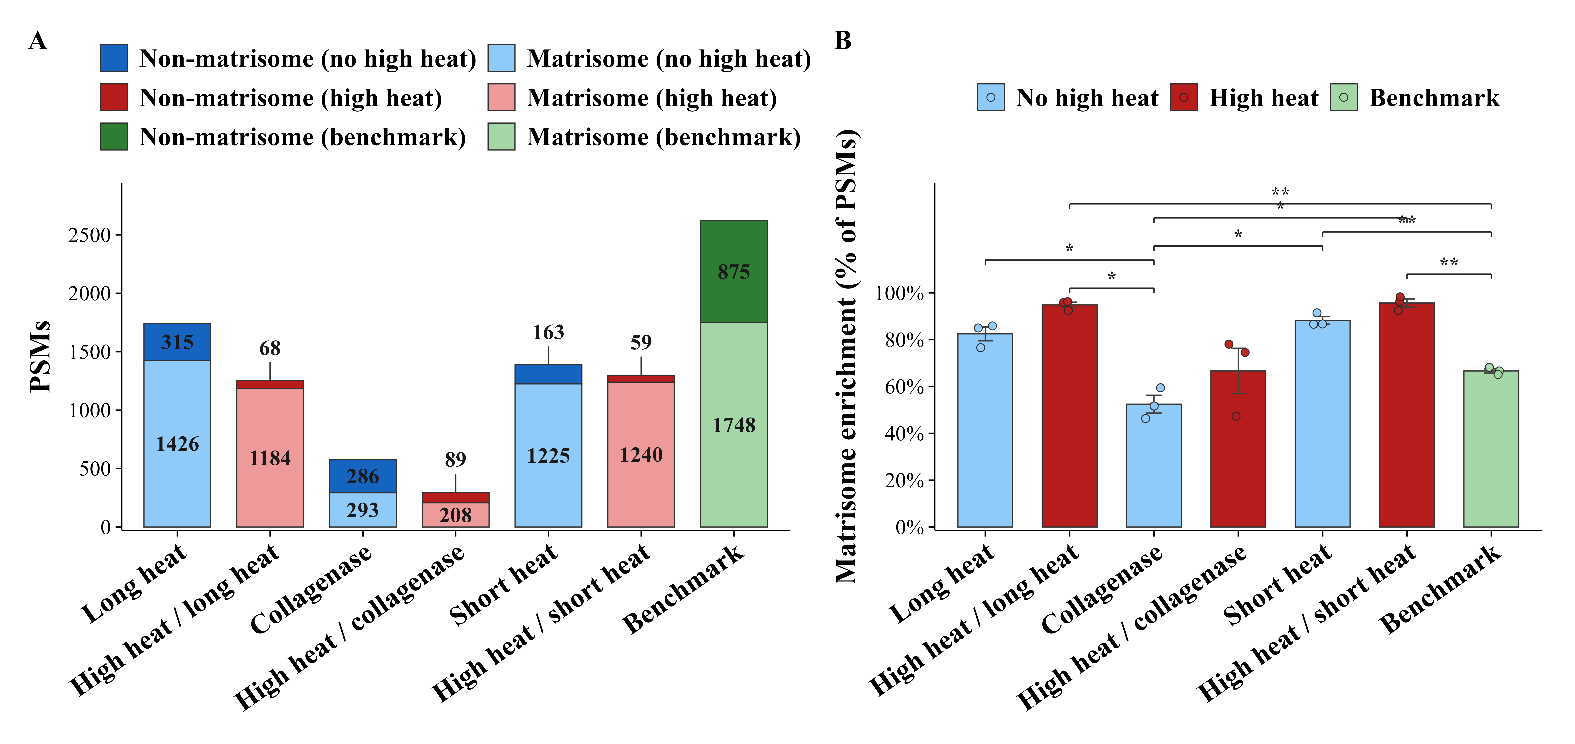 A
Non-matrisome (no high heat)
Matrisome (no high heat)
Non-matrisome (high heat)
Matrisome (high heat)
Non-matrisome (benchmark)
Matrisome (benchmark)
PSMs
2500
2000
1500
1000
500
0
315
1426
68
1184
286
293
89
208
163
1225
59
1240
875
1748
Long heat
High heat / long heat
Collagenase
High heat / collagenase
Short heat
High heat / short heat
Benchmark
B
No high heat
High heat
Benchmark
Matrisome enrichment (% of PSMs)
100%
80%
60%
40%
20%
0%
**
*
**
*
*
**
*
Long heat
High heat / long heat
Collagenase
High heat / collagenase
Short heat
High heat / short heat
Benchmark